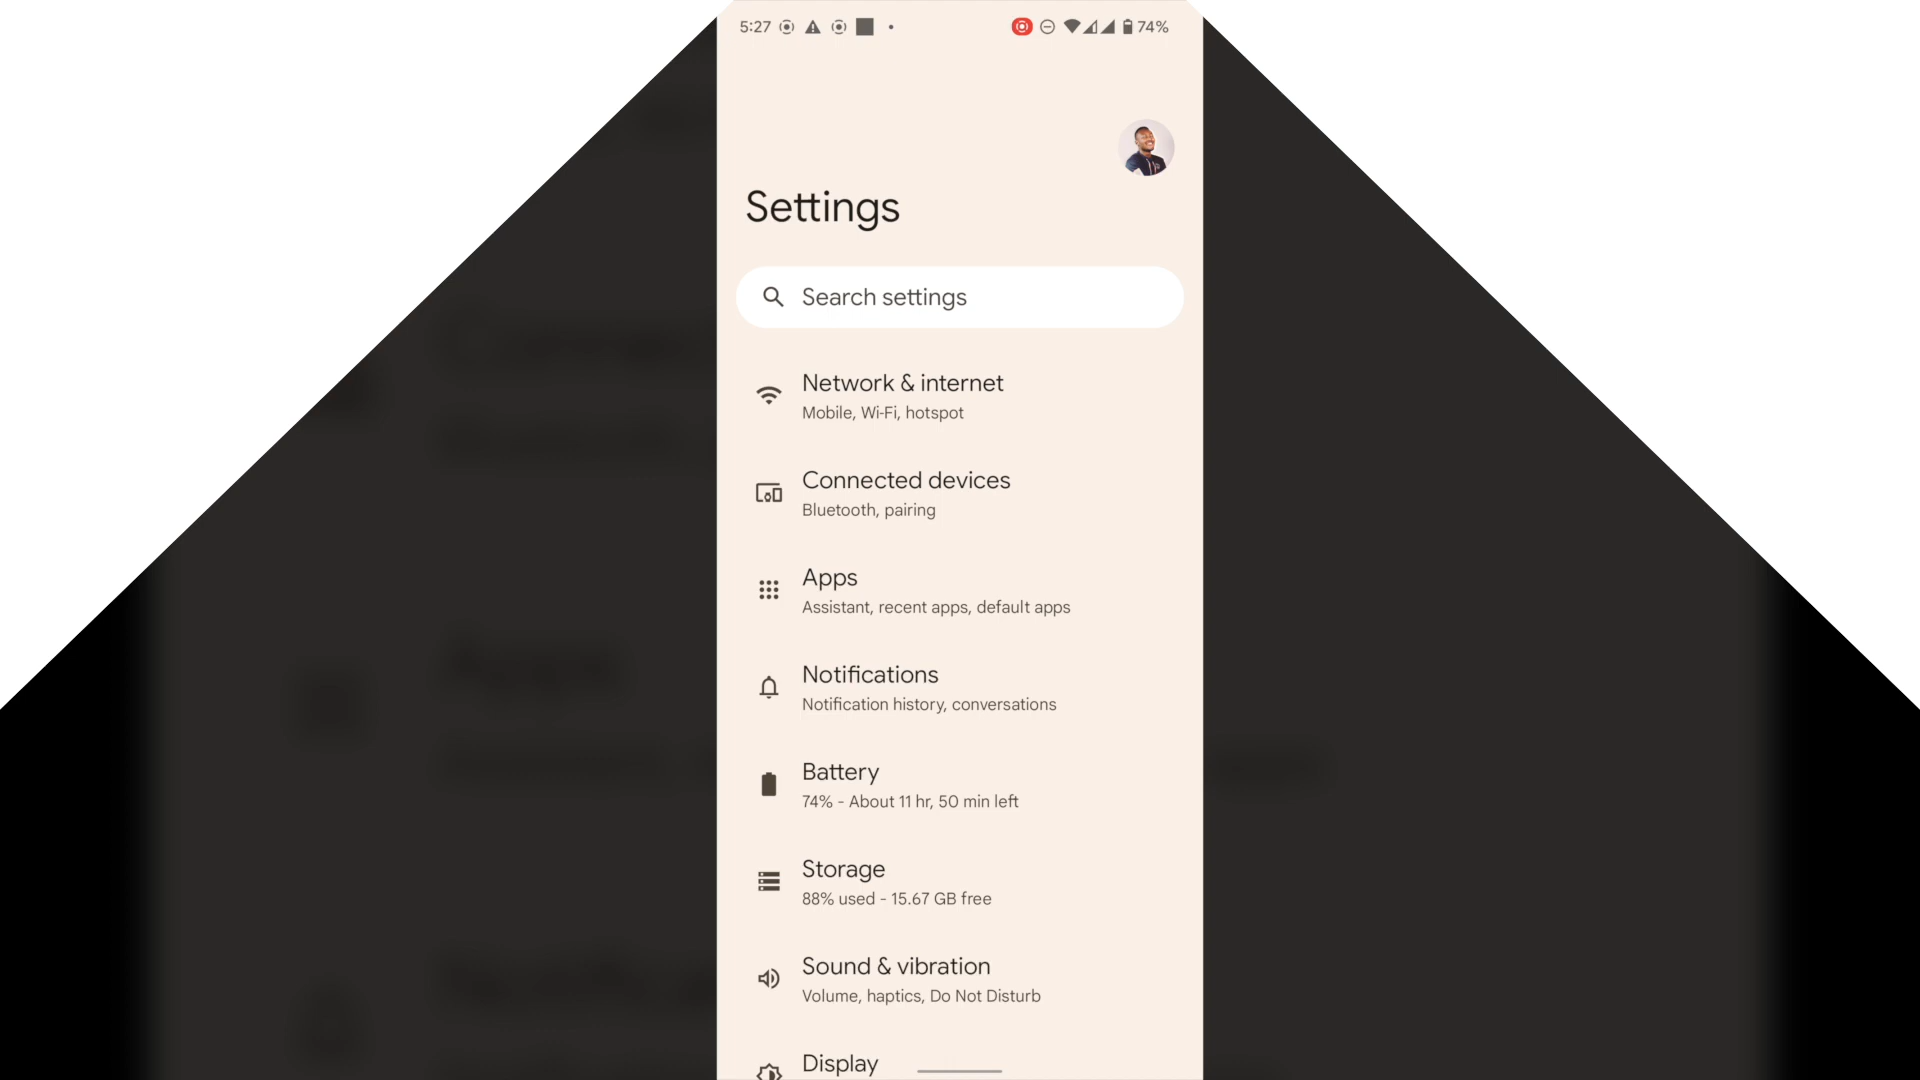 5:27
74%
Settings
Search settings
Network & internet
Mobile, Wi-Fi, hotspot
Connected devices
Bluetooth, pairing
Apps
Assistant, recent apps, default apps
Notifications
Notification history, conversations
Battery
74% - About 11 hr, 50 min left
Storage
88% used - 15.67 GB free
Sound & vibration
Volume, haptics, Do Not Disturb
Display